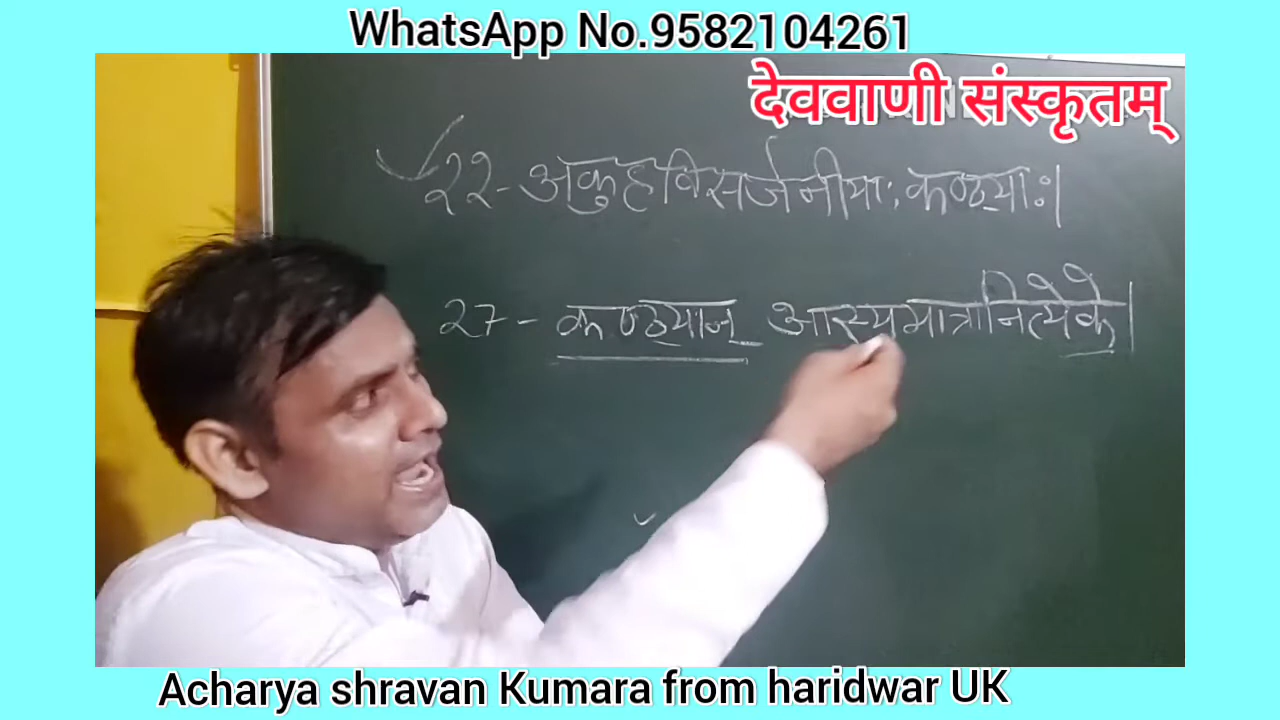 WhatsApp No.9582104261
देववाणी संस्कृतम्
२२- अकुहविसर्जनीयाः कण्ठ्याः।
२७- कण्ठ्यान् आस्यमात्रानित्येके।
Acharya shravan Kumara from haridwar UK